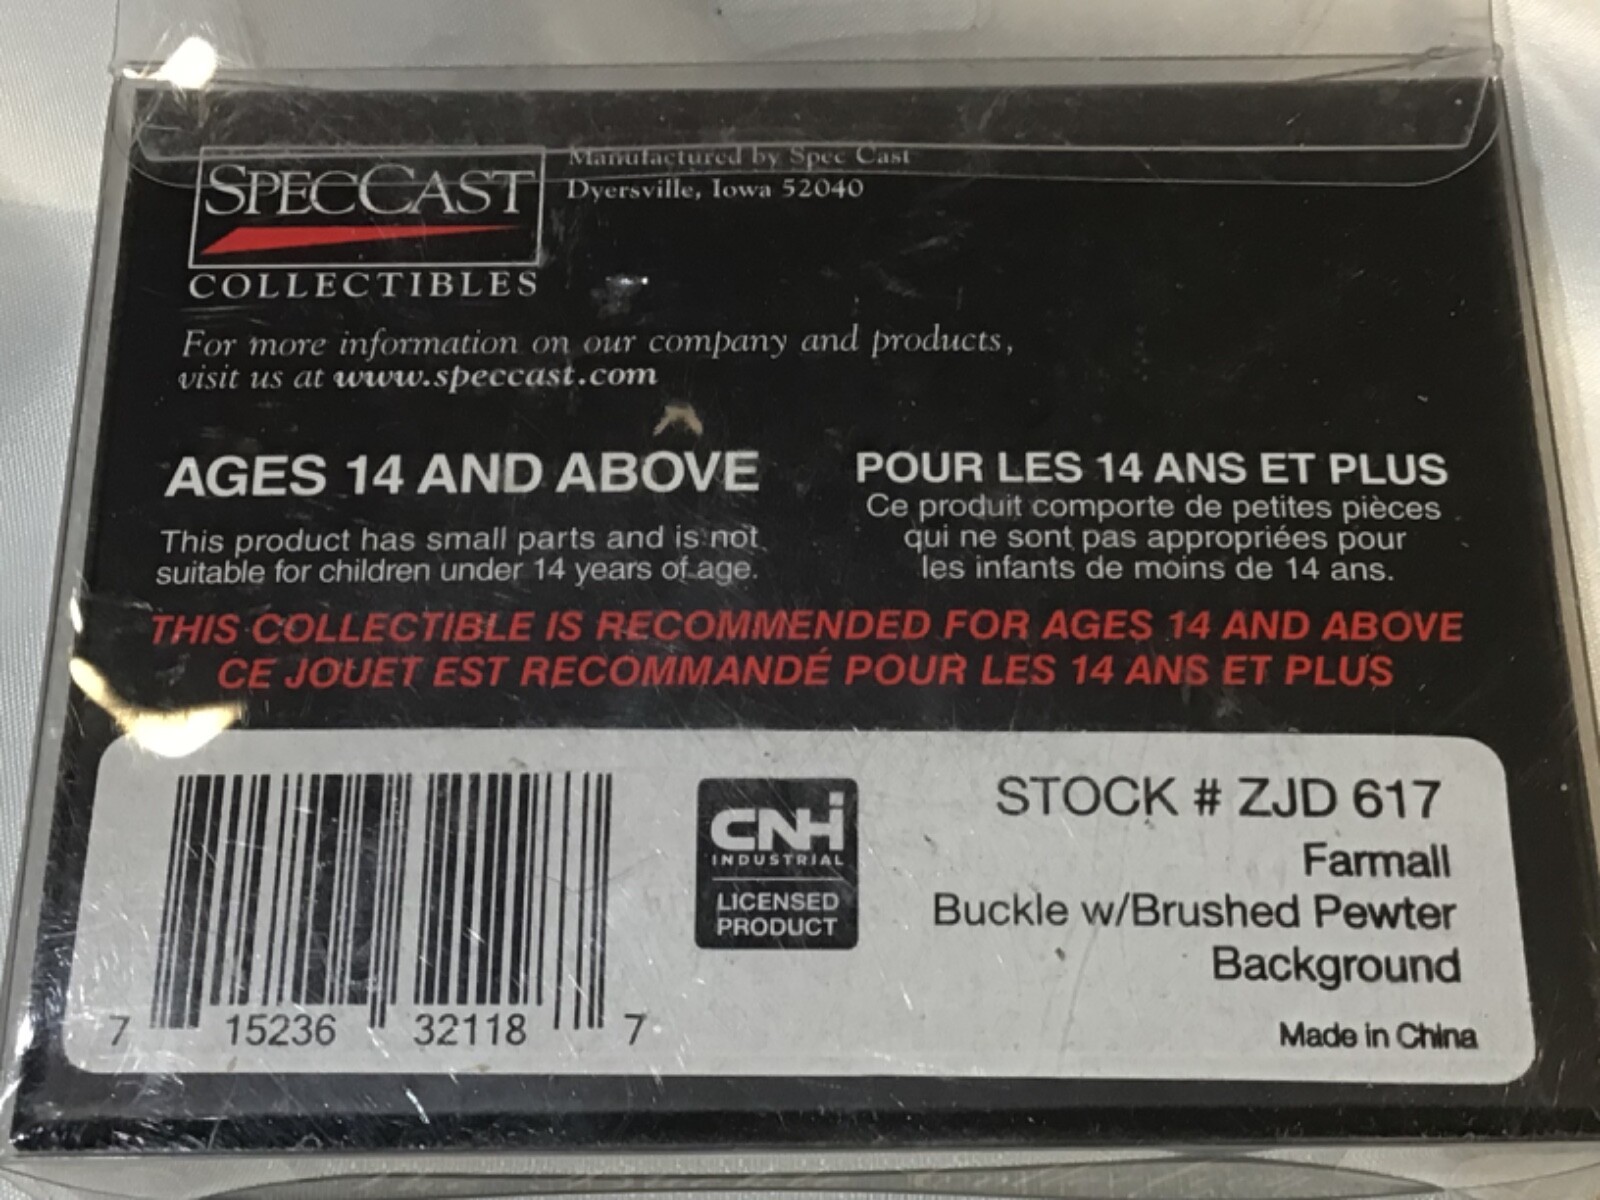 SPECCAST
COLLECTIBLES
Manufactured by Spec Cast
Dyersville, Iowa 52040
For more information on our company and products,
visit us at www.speccast.com
AGES 14 AND ABOVE
This product has small parts and is not
suitable for children under 14 years of age.
POUR LES 14 ANS ET PLUS
Ce produit comporte de petites pièces
qui ne sont pas appropriées pour
les infants de moins de 14 ans.
THIS COLLECTIBLE IS RECOMMENDED FOR AGES 14 AND ABOVE
CE JOUET EST RECOMMANDÉ POUR LES 14 ANS ET PLUS
7 15236 32118 7
CNHi
INDUSTRIAL
LICENSED
PRODUCT
STOCK # ZJD 617
Farmall
Buckle w/Brushed Pewter
Background
Made in China